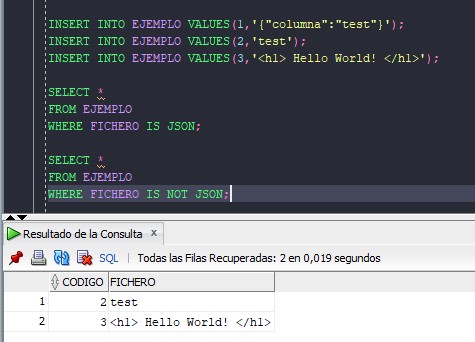 INSERT INTO EJEMPLO VALUES(1,'{"columna":"test"}');
INSERT INTO EJEMPLO VALUES(2,'test');
INSERT INTO EJEMPLO VALUES(3,'<h1> Hello World! </h1>');
SELECT *
FROM EJEMPLO
WHERE FICHERO IS JSON;
SELECT *
FROM EJEMPLO
WHERE FICHERO IS NOT JSON;
Resultado de la Consulta x
SQL | Todas las Filas Recuperadas: 2 en 0,019 segundos
CODIGO FICHERO
1 2 test
2 3 <h1> Hello World! </h1>